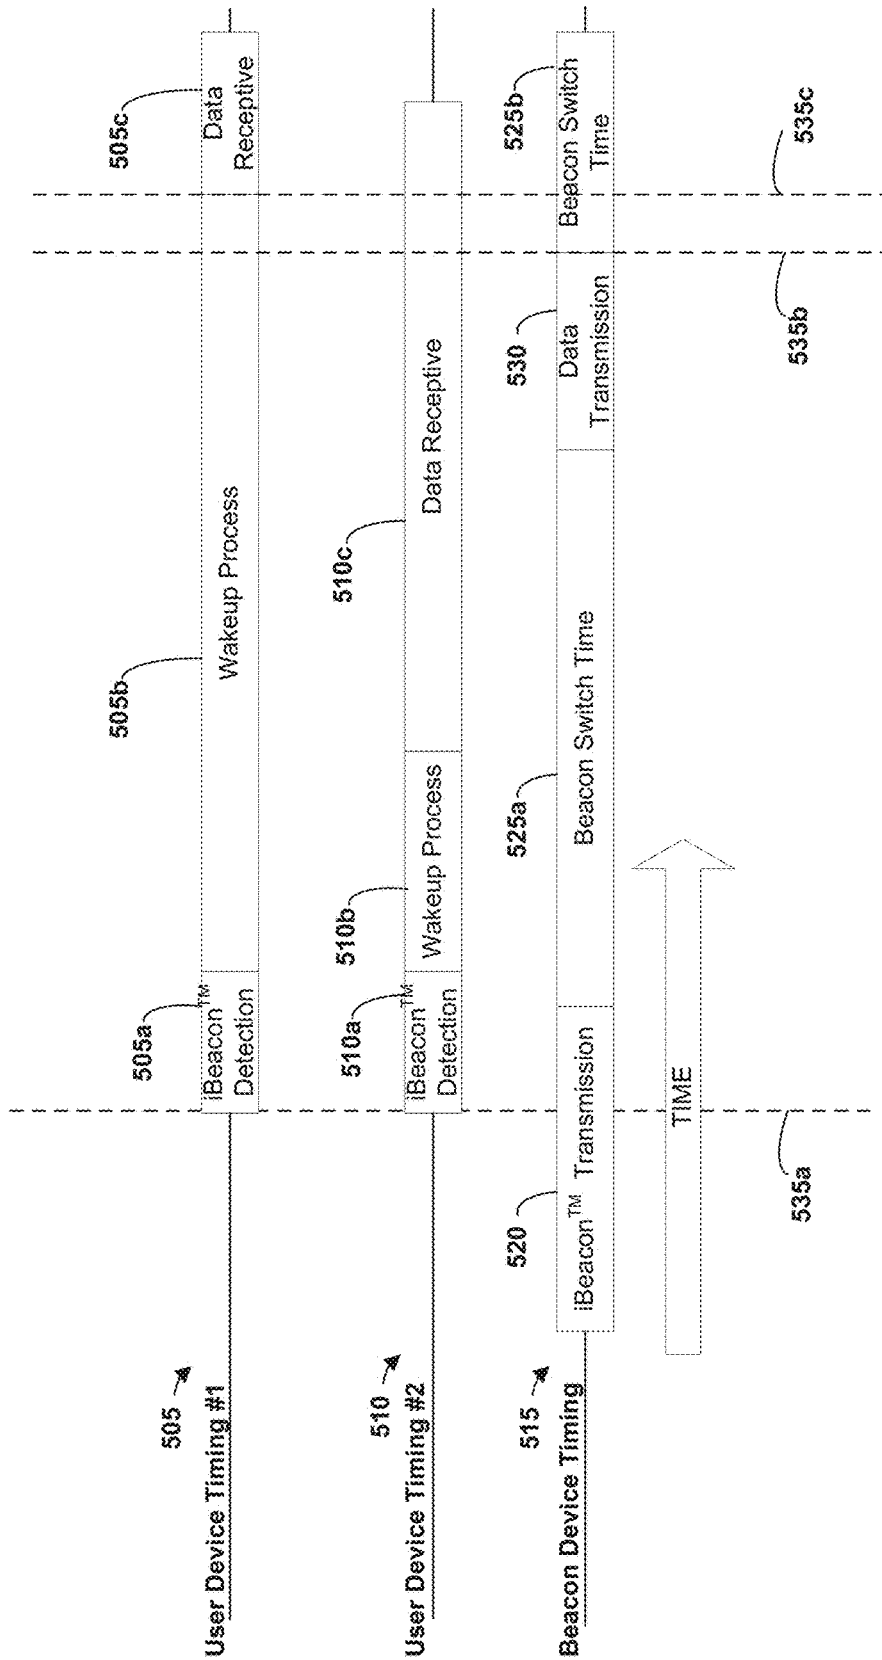 505
User Device Timing #1
505a
iBeacon™
Detection
505b
Wakeup Process
505c
Data
Receptive
510
User Device Timing #2
510a
iBeacon™
Detection
510b
Wakeup Process
510c
Data Receptive
515
Beacon Device Timing
520
iBeacon™ Transmission
525a
Beacon Switch Time
530
Data
Transmission
525b
Beacon Switch
Time
TIME
535a
535b
535c